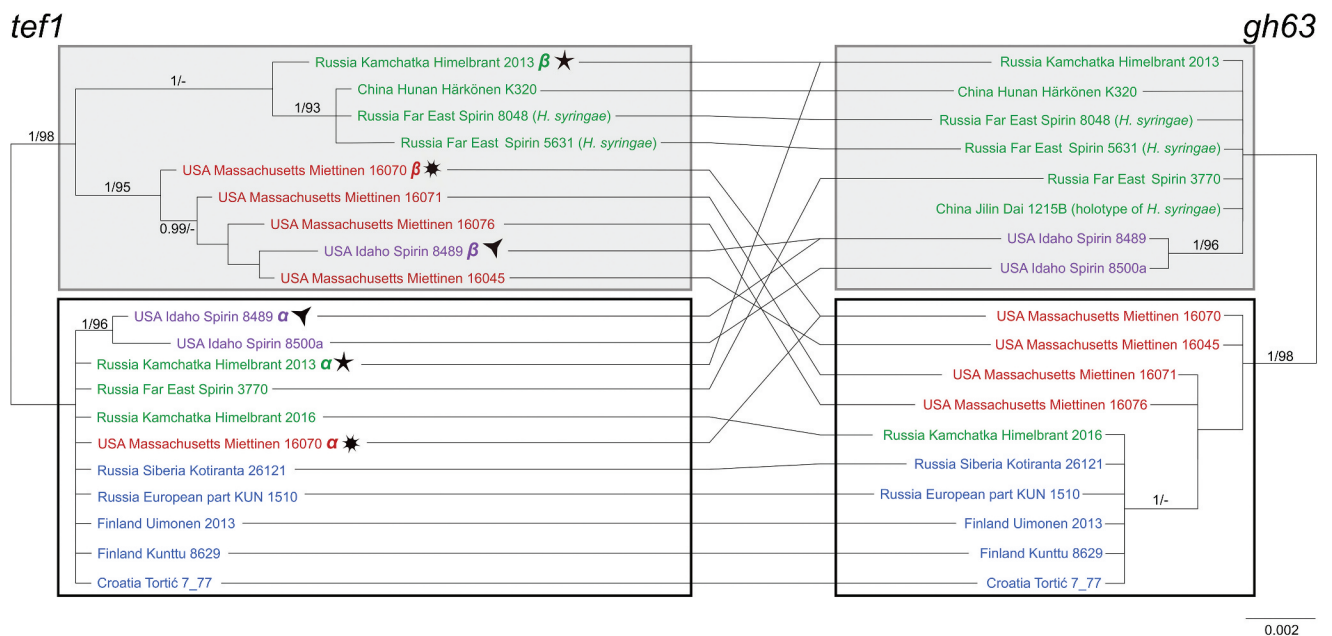 tef1
gh63
Russia Kamchatka Himelbrant 2013 β
1/-
China Hunan Härkönen K320
1/93
Russia Far East Spirin 8048 (H. syringae)
1/98
Russia Far East Spirin 5631 (H. syringae)
USA Massachusetts Miettinen 16070 β
1/95
USA Massachusetts Miettinen 16071
0.99/-
USA Massachusetts Miettinen 16076
USA Idaho Spirin 8489 β
USA Massachusetts Miettinen 16045
USA Idaho Spirin 8489 α
1/96
USA Idaho Spirin 8500a
Russia Kamchatka Himelbrant 2013 α
Russia Far East Spirin 3770
Russia Kamchatka Himelbrant 2016
USA Massachusetts Miettinen 16070 α
Russia Siberia Kotiranta 26121
Russia European part KUN 1510
Finland Uimonen 2013
Finland Kunttu 8629
Croatia Tortić 7_77
Russia Kamchatka Himelbrant 2013
China Hunan Härkönen K320
Russia Far East Spirin 8048 (H. syringae)
Russia Far East Spirin 5631 (H. syringae)
Russia Far East Spirin 3770
China Jilin Dai 1215B (holotype of H. syringae)
USA Idaho Spirin 8489
1/96
USA Idaho Spirin 8500a
USA Massachusetts Miettinen 16070
USA Massachusetts Miettinen 16045
1/98
USA Massachusetts Miettinen 16071
USA Massachusetts Miettinen 16076
Russia Kamchatka Himelbrant 2016
Russia Siberia Kotiranta 26121
Russia European part KUN 1510
1/-
Finland Uimonen 2013
Finland Kunttu 8629
Croatia Tortić 7_77
0.002